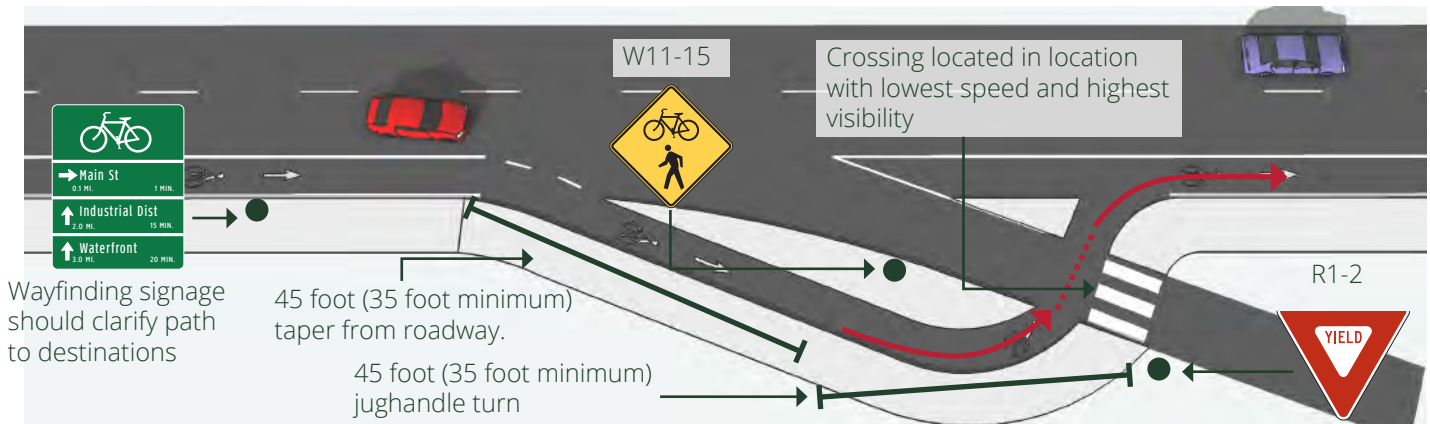 W11-15
Crossing located in location
with lowest speed and highest
visibility
Main St
0.1 MI. 1 MIN.
Industrial Dist
2.0 MI. 15 MIN.
Waterfront
3.0 MI. 20 MIN.
Wayfinding signage
should clarify path
to destinations
45 foot (35 foot minimum)
taper from roadway.
45 foot (35 foot minimum)
jughandle turn
R1-2
YIELD